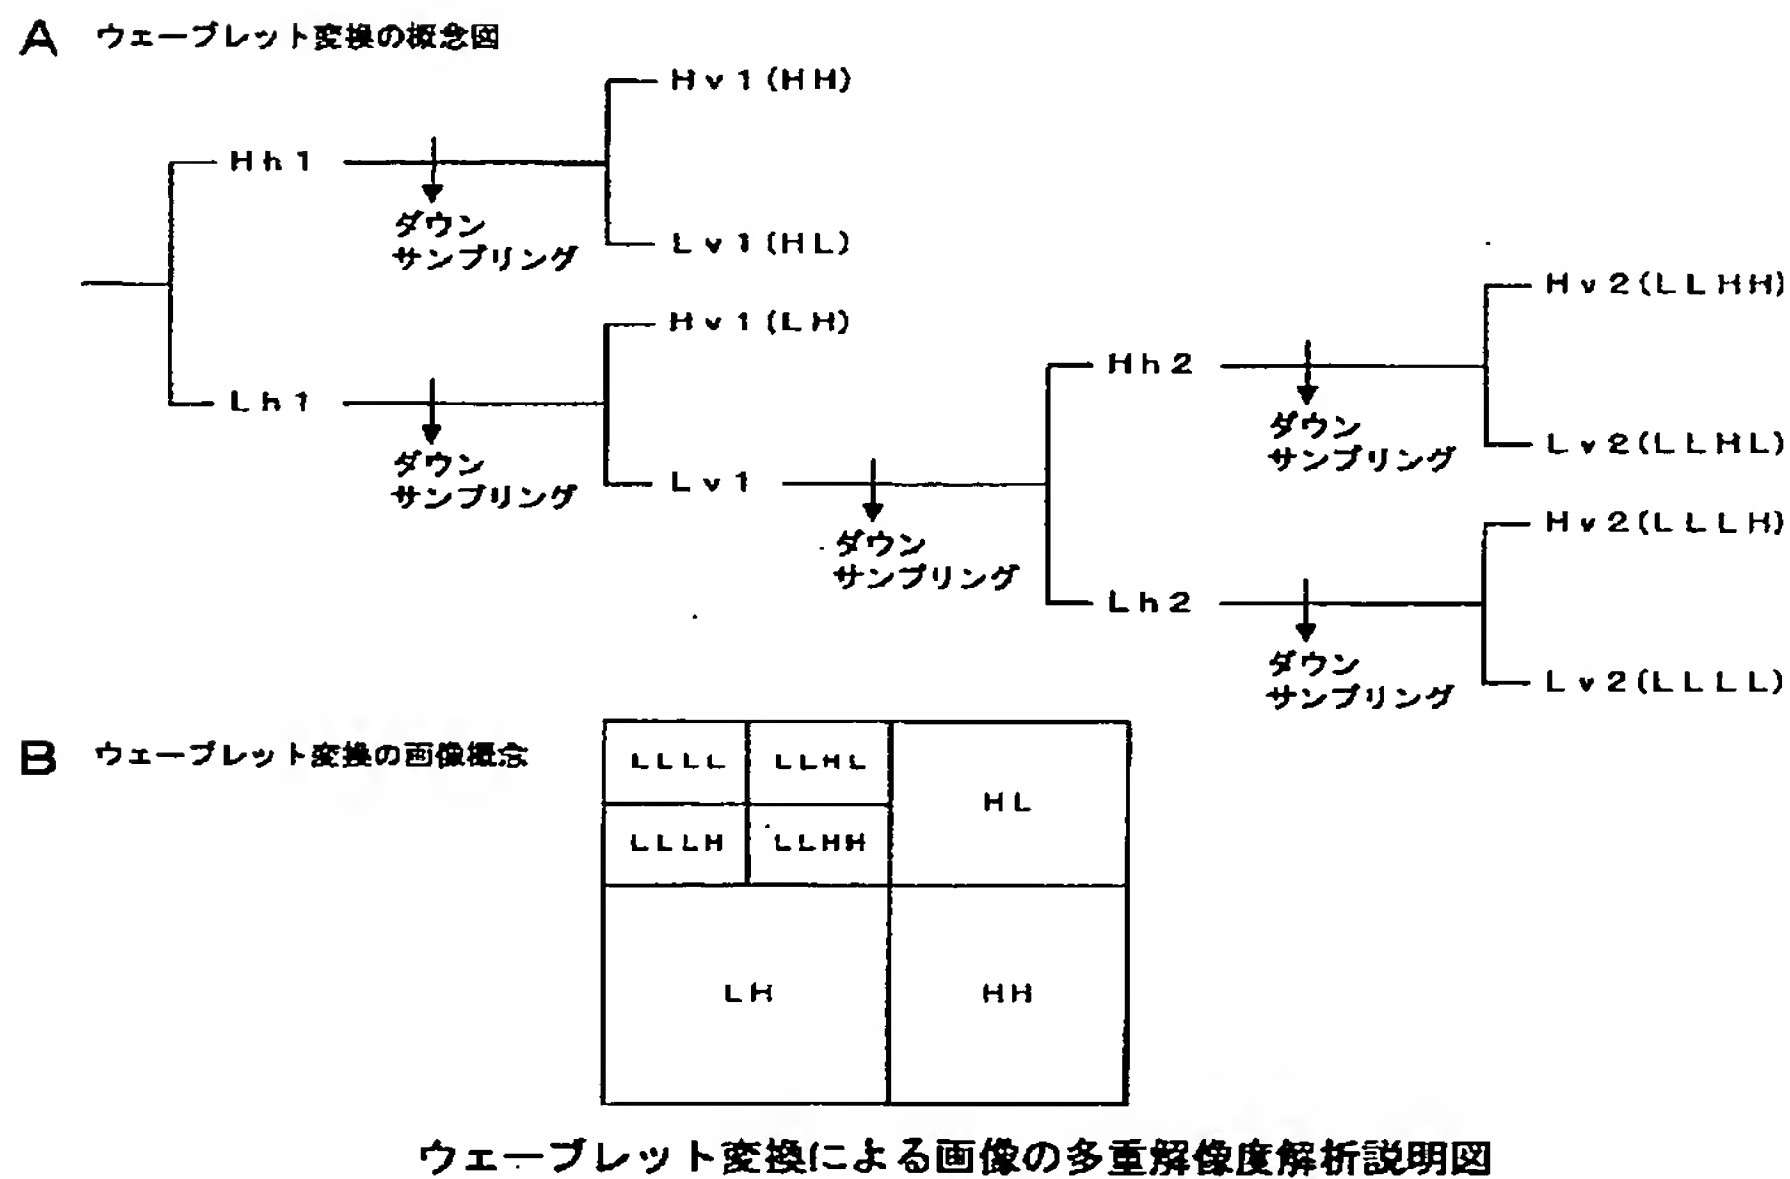 A ウェーブレット変換の概念図
Hv1(HH)
Hh1
ダウン
サンプリング
Lv1(HL)
Hv1(LH)
Lh1
ダウン
サンプリング
Lv1
ダウン
サンプリング
Hv2(LLHH)
Hh2
ダウン
サンプリング
Lv2(LLHL)
Hv2(LLLH)
Lh2
ダウン
サンプリング
Lv2(LLLL)
B ウェーブレット変換の画像概念
LLLL
LLHL
HL
LLLH
LLHH
LH
HH
ウェーブレット変換による画像の多重解像度解析説明図